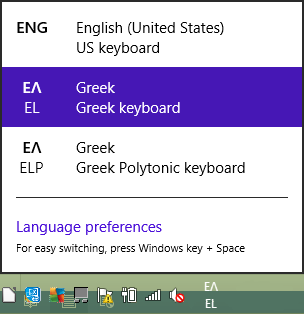 ENG English (United States)
US keyboard
ΕΛ Greek
EL Greek keyboard
ΕΛ Greek
ELP Greek Polytonic keyboard
Language preferences
For easy switching, press Windows key + Space
ΕΛ
EL